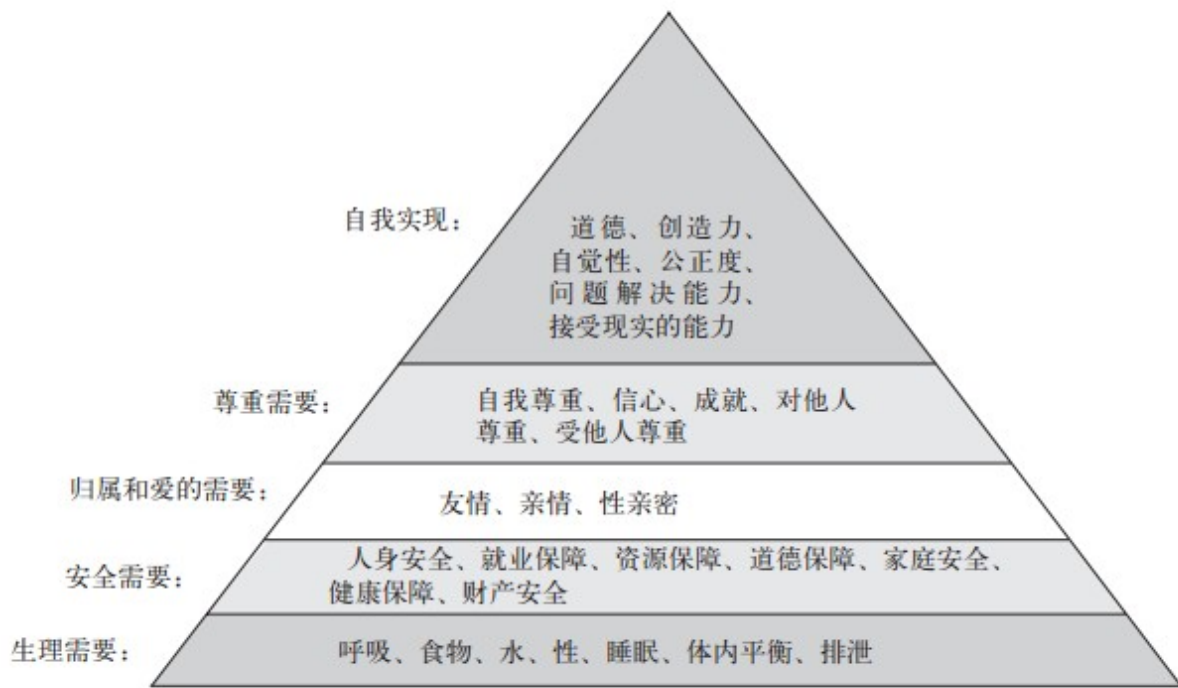 自我实现：
道德、创造力、
自觉性、公正度、
问题解决能力、
接受现实的能力
尊重需要：
自我尊重、信心、成就、对他人
尊重、受他人尊重
归属和爱的需要：
友情、亲情、性亲密
安全需要：
人身安全、就业保障、资源保障、道德保障、家庭安全、
健康保障、财产安全
生理需要：
呼吸、食物、水、性、睡眠、体内平衡、排泄